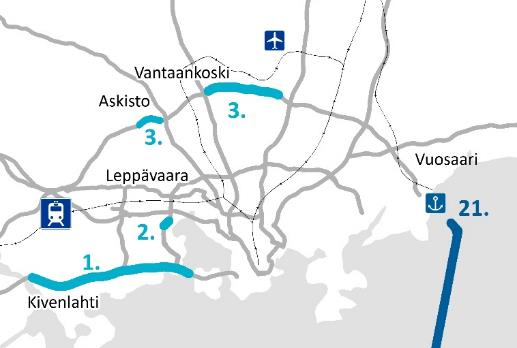 Vantaankoski
Askisto
3.
3.
Leppävaara
Vuosaari
21.
2.
1.
Kivenlahti